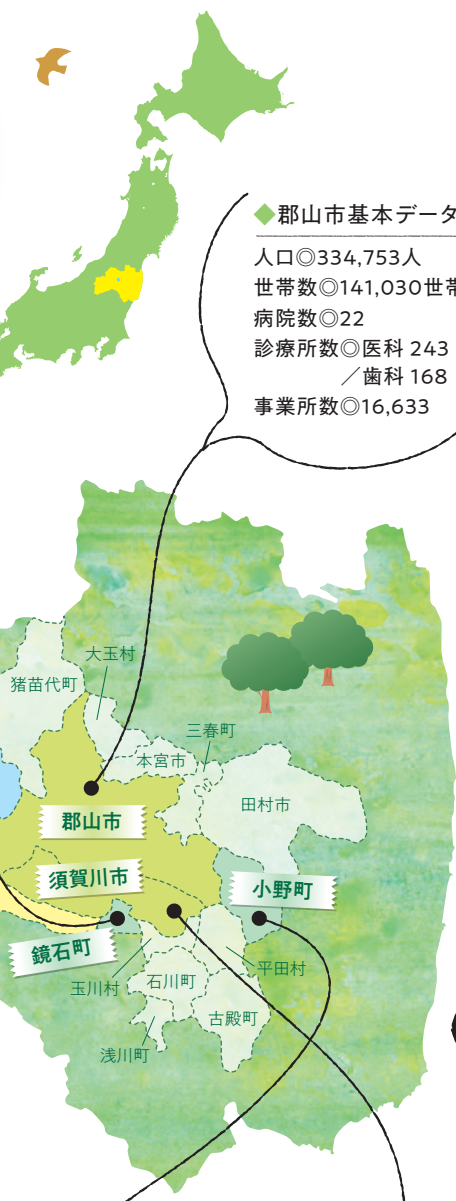 ◆郡山市基本データ
人口◎334,753人
世帯数◎141,030世帯
病院数◎22
診療所数◎医科 243
／歯科 168
事業所数◎16,633
大玉村
猪苗代町
三春町
本宮市
田村市
郡山市
須賀川市
小野町
鏡石町
平田村
玉川村
石川町
古殿町
浅川町